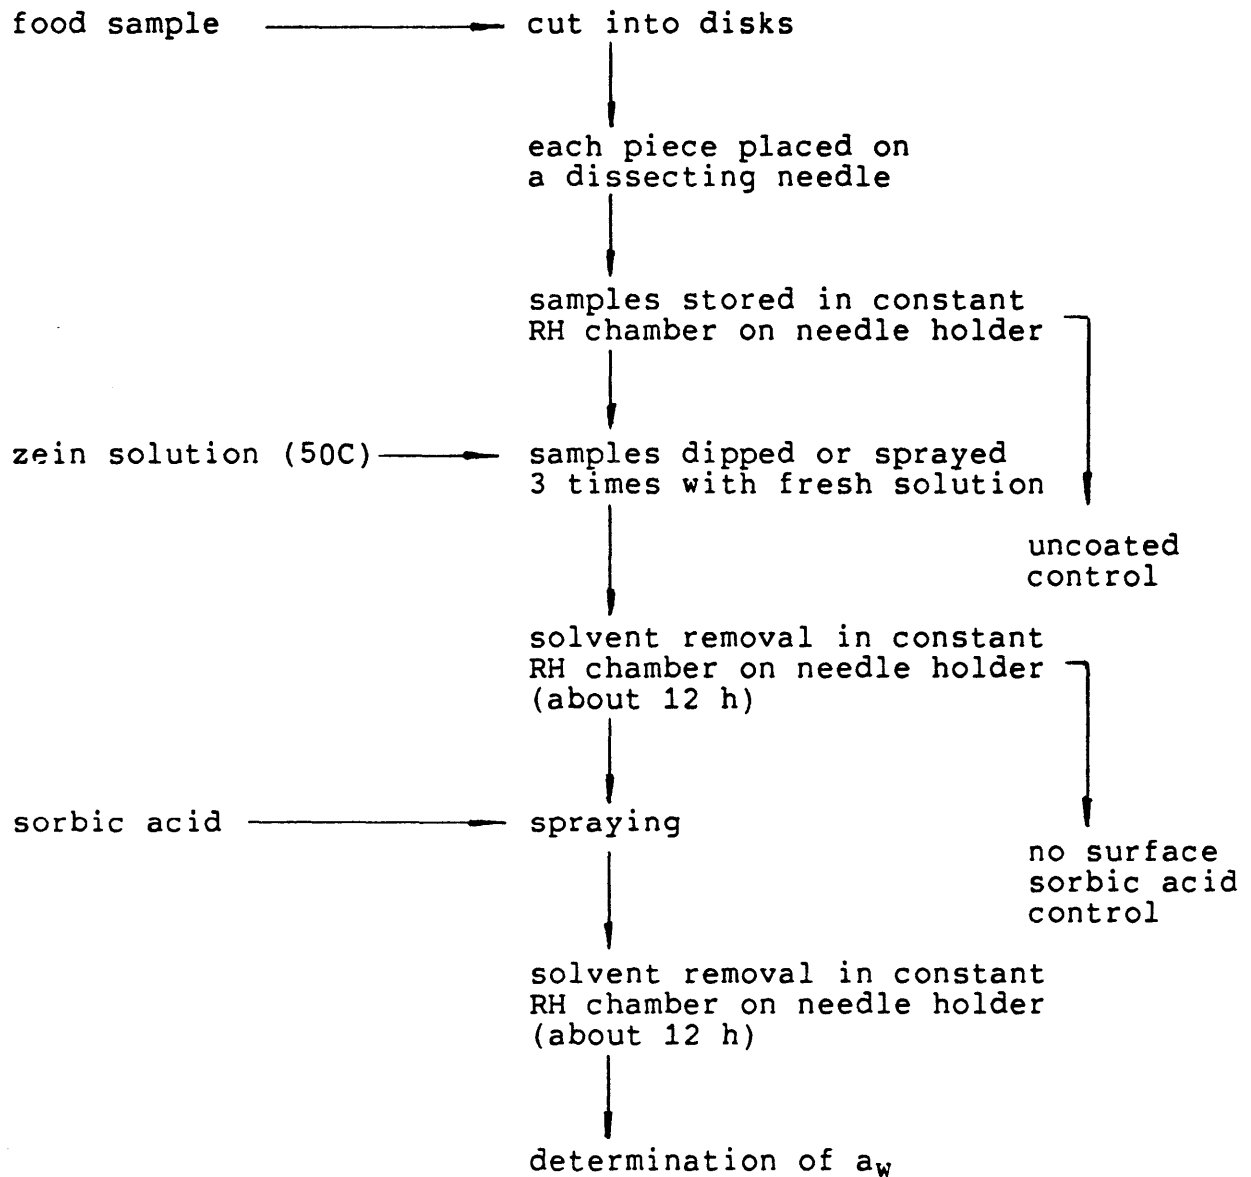 food sample
cut into disks
each piece placed on
a dissecting needle
samples stored in constant
RH chamber on needle holder
zein solution (50C)
samples dipped or sprayed
3 times with fresh solution
uncoated
control
solvent removal in constant
RH chamber on needle holder
(about 12 h)
sorbic acid
spraying
no surface
sorbic acid
control
solvent removal in constant
RH chamber on needle holder
(about 12 h)
determination of aw